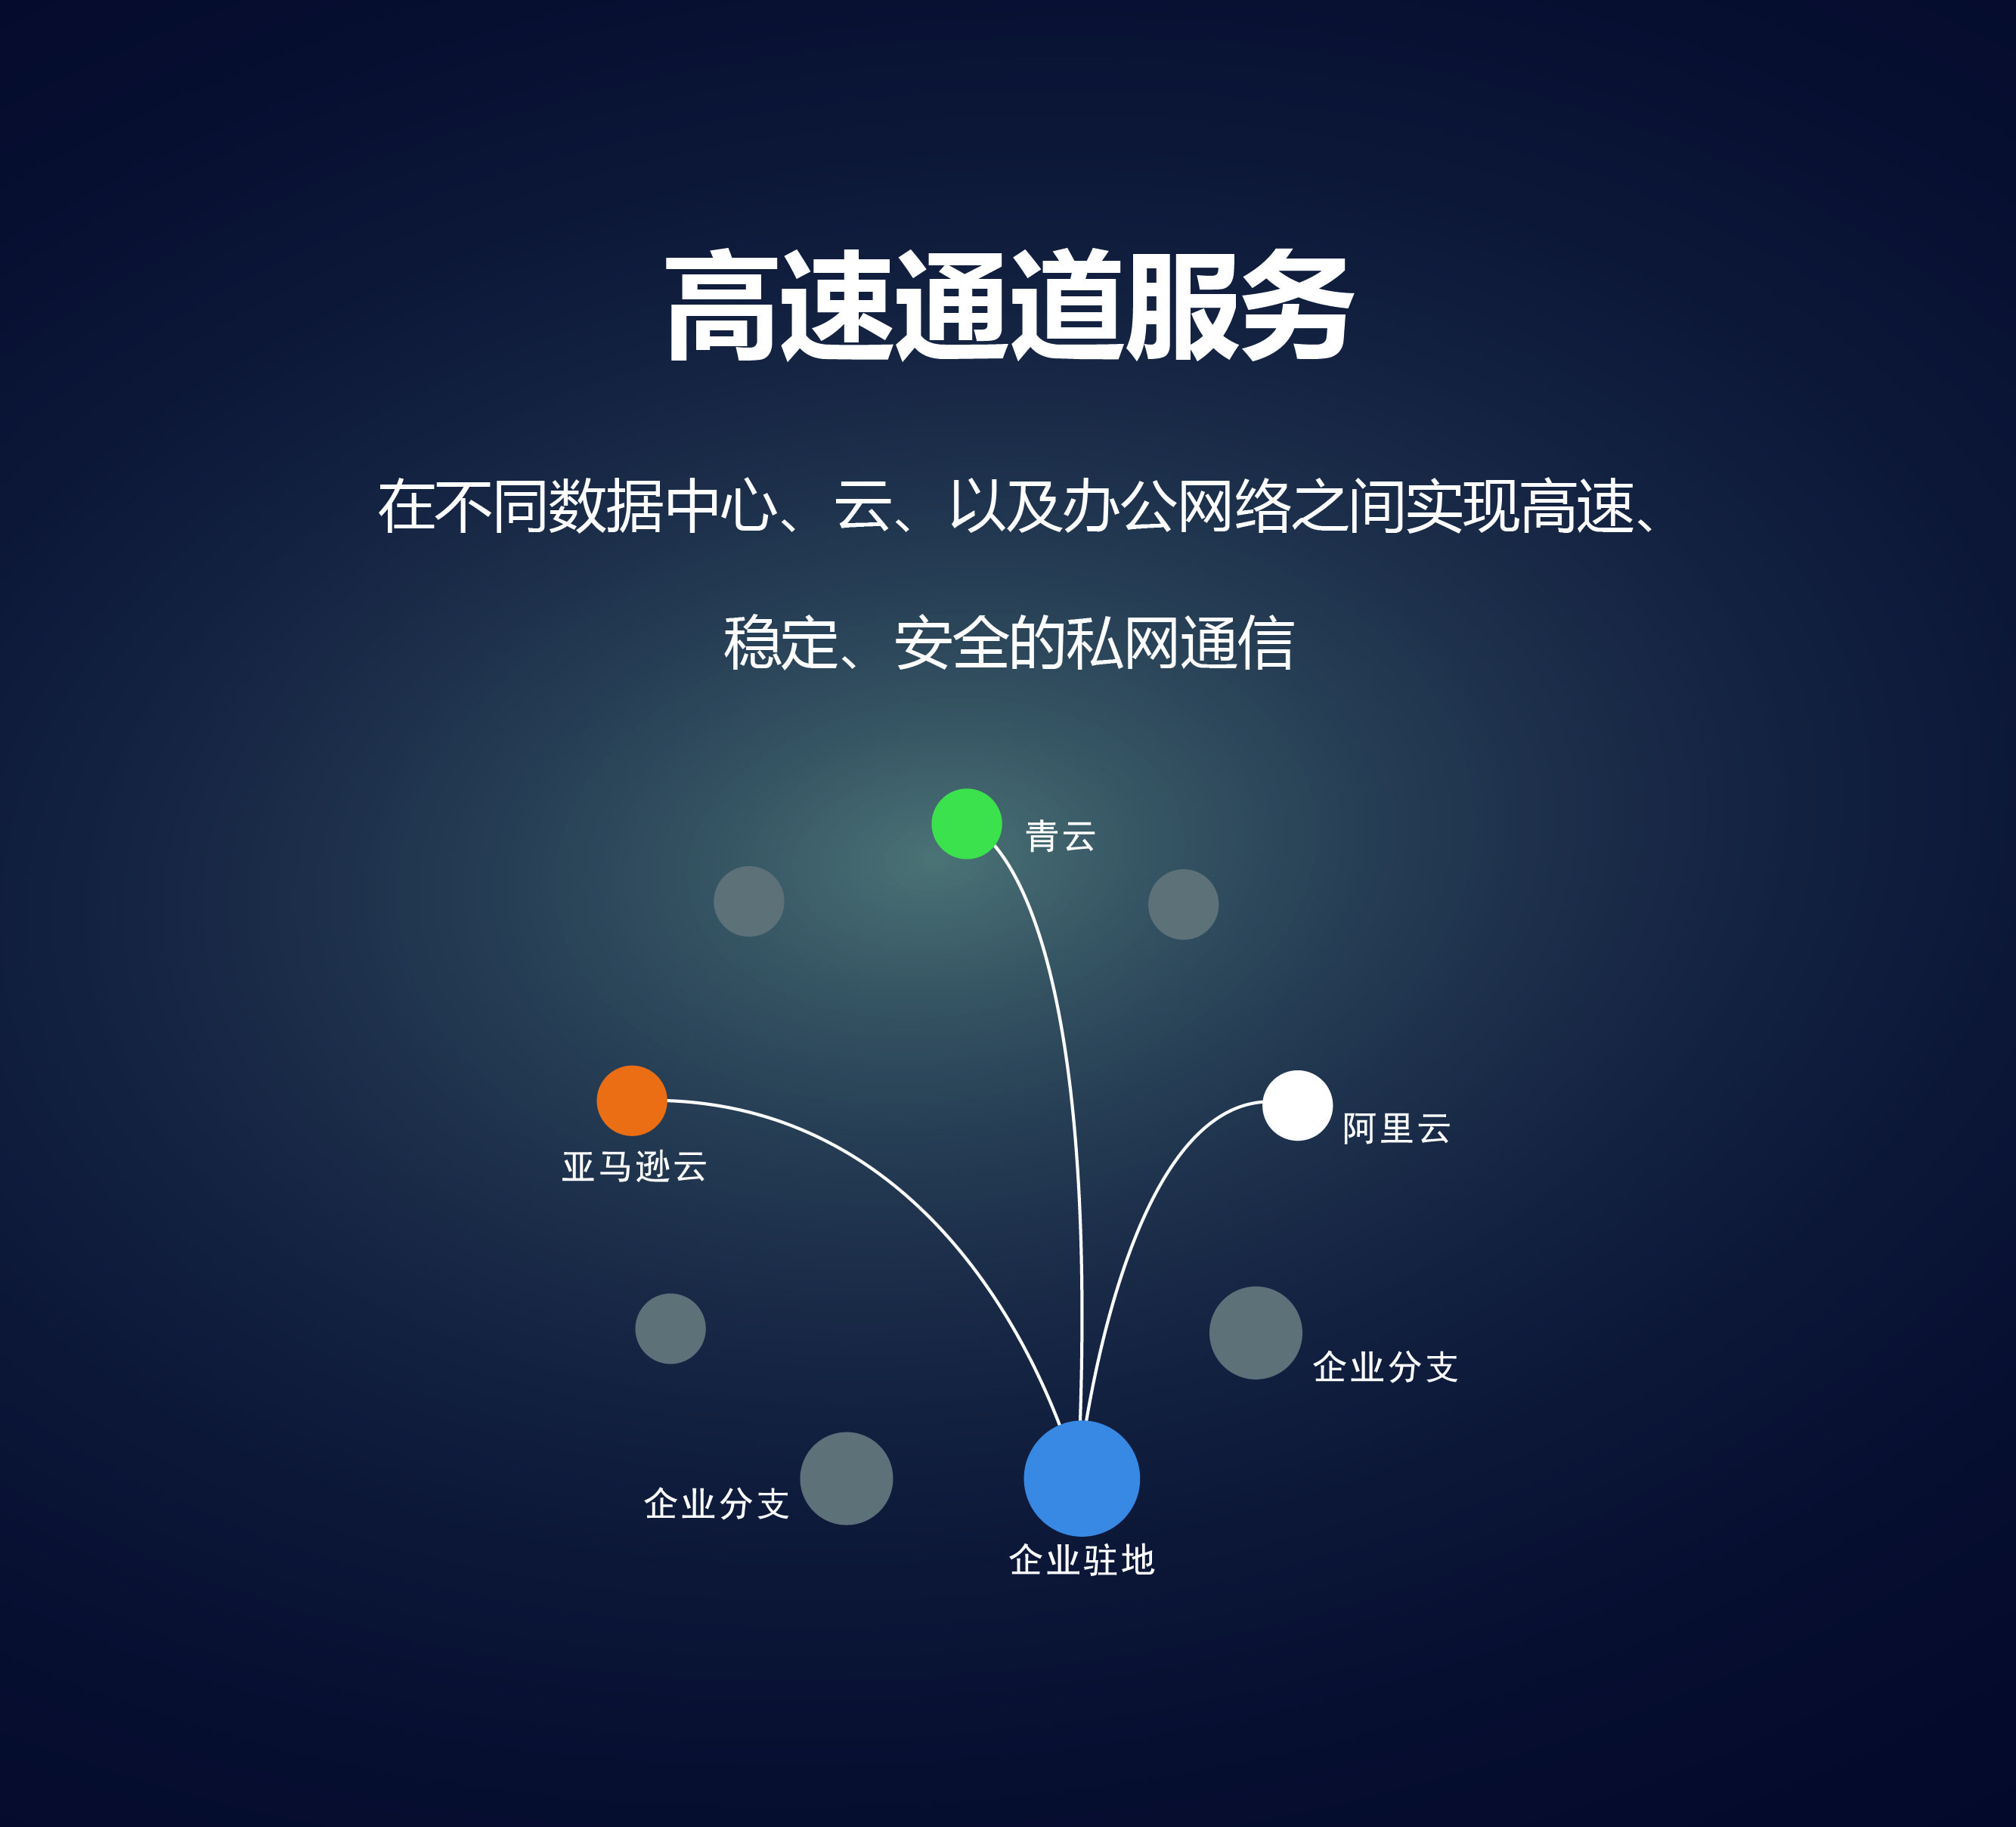 高速通道服务
在不同数据中心、云、以及办公网络之间实现高速、
稳定、安全的私网通信
青云
亚马逊云
阿里云
企业分支
企业分支
企业驻地